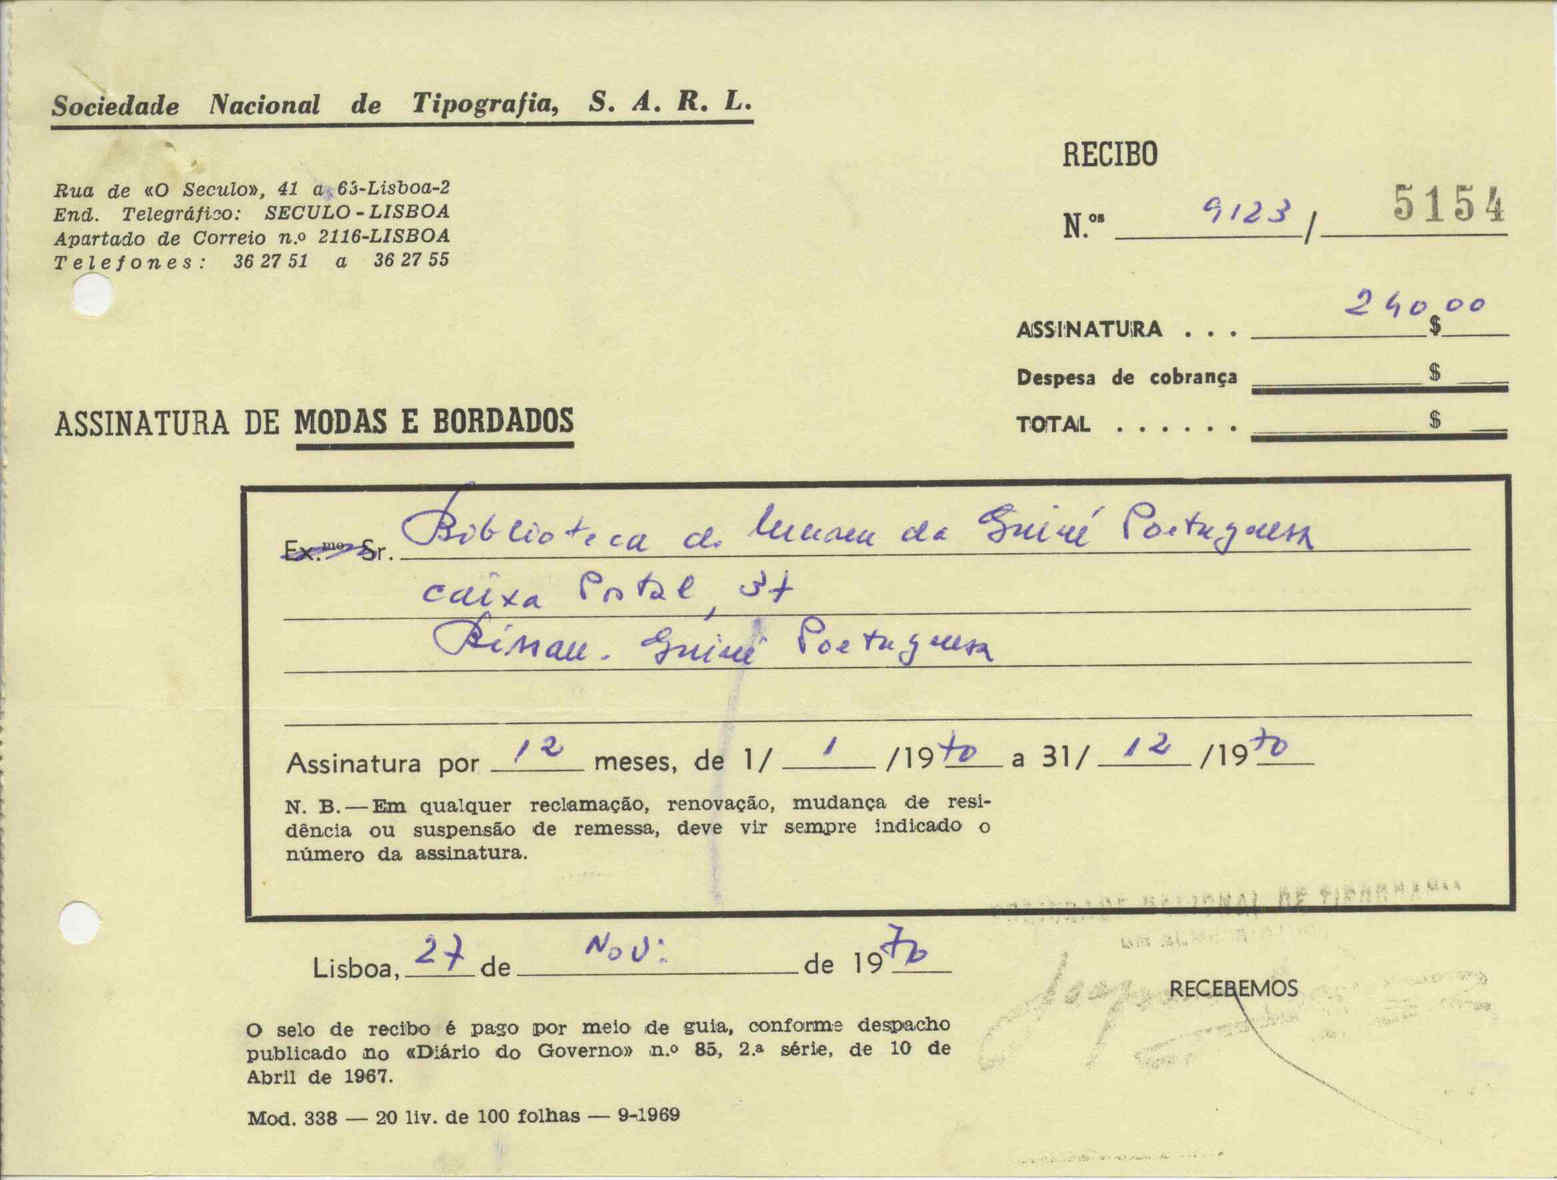 Sociedade Nacional de Tipografia, S. A. R. L.
Rua de «O Seculo», 41 a 63-Lisboa-2
End. Telegráfico: SECULO-LISBOA
Apartado de Correio n.º 2116-LISBOA
Telefones: 36 27 51 a 36 27 55
RECIBO
N.os 9123 / 5154
ASSINATURA . . . 240$00
Despesa de cobrança $
TOTAL . . . . . . $
ASSINATURA DE MODAS E BORDADOS
Ex.mo Sr. Biblioteca do Museu da Guiné Portuguesa
Caixa Postal, 37
Bissau. Guiné Portuguesa
Assinatura por 12 meses, de 1/ 1 /1970 a 31/ 12 /1970
N. B.—Em qualquer reclamação, renovação, mudança de resi-
dência ou suspensão de remessa, deve vir sempre indicado o
número da assinatura.
SOCIEDADE NACIONAL DE TIPOGRAFIA
Lisboa, 27 de Nov: de 1970
RECEBEMOS
O selo de recibo é pago por meio de guia, conforme despacho
publicado no «Diário do Governo» n.º 85, 2.ª série, de 10 de
Abril de 1967.
Mod. 338 — 20 liv. de 100 folhas — 9-1969